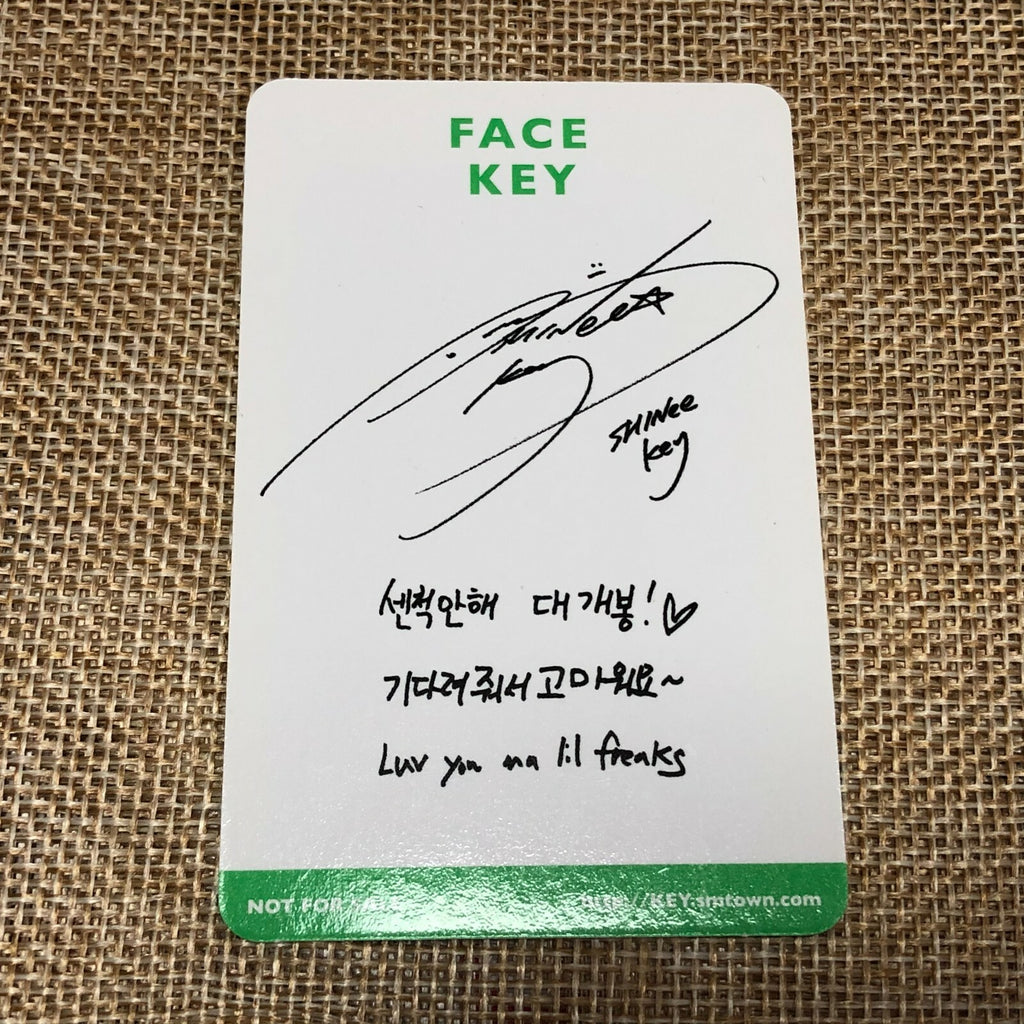 FACE
KEY
SHINee☆
key
SHINee
key
센척안해 대개봉!♡
기다려줘서 고마워요~
Luv you ma lil freaks
NOT FOR SALE
http://KEY.smtown.com